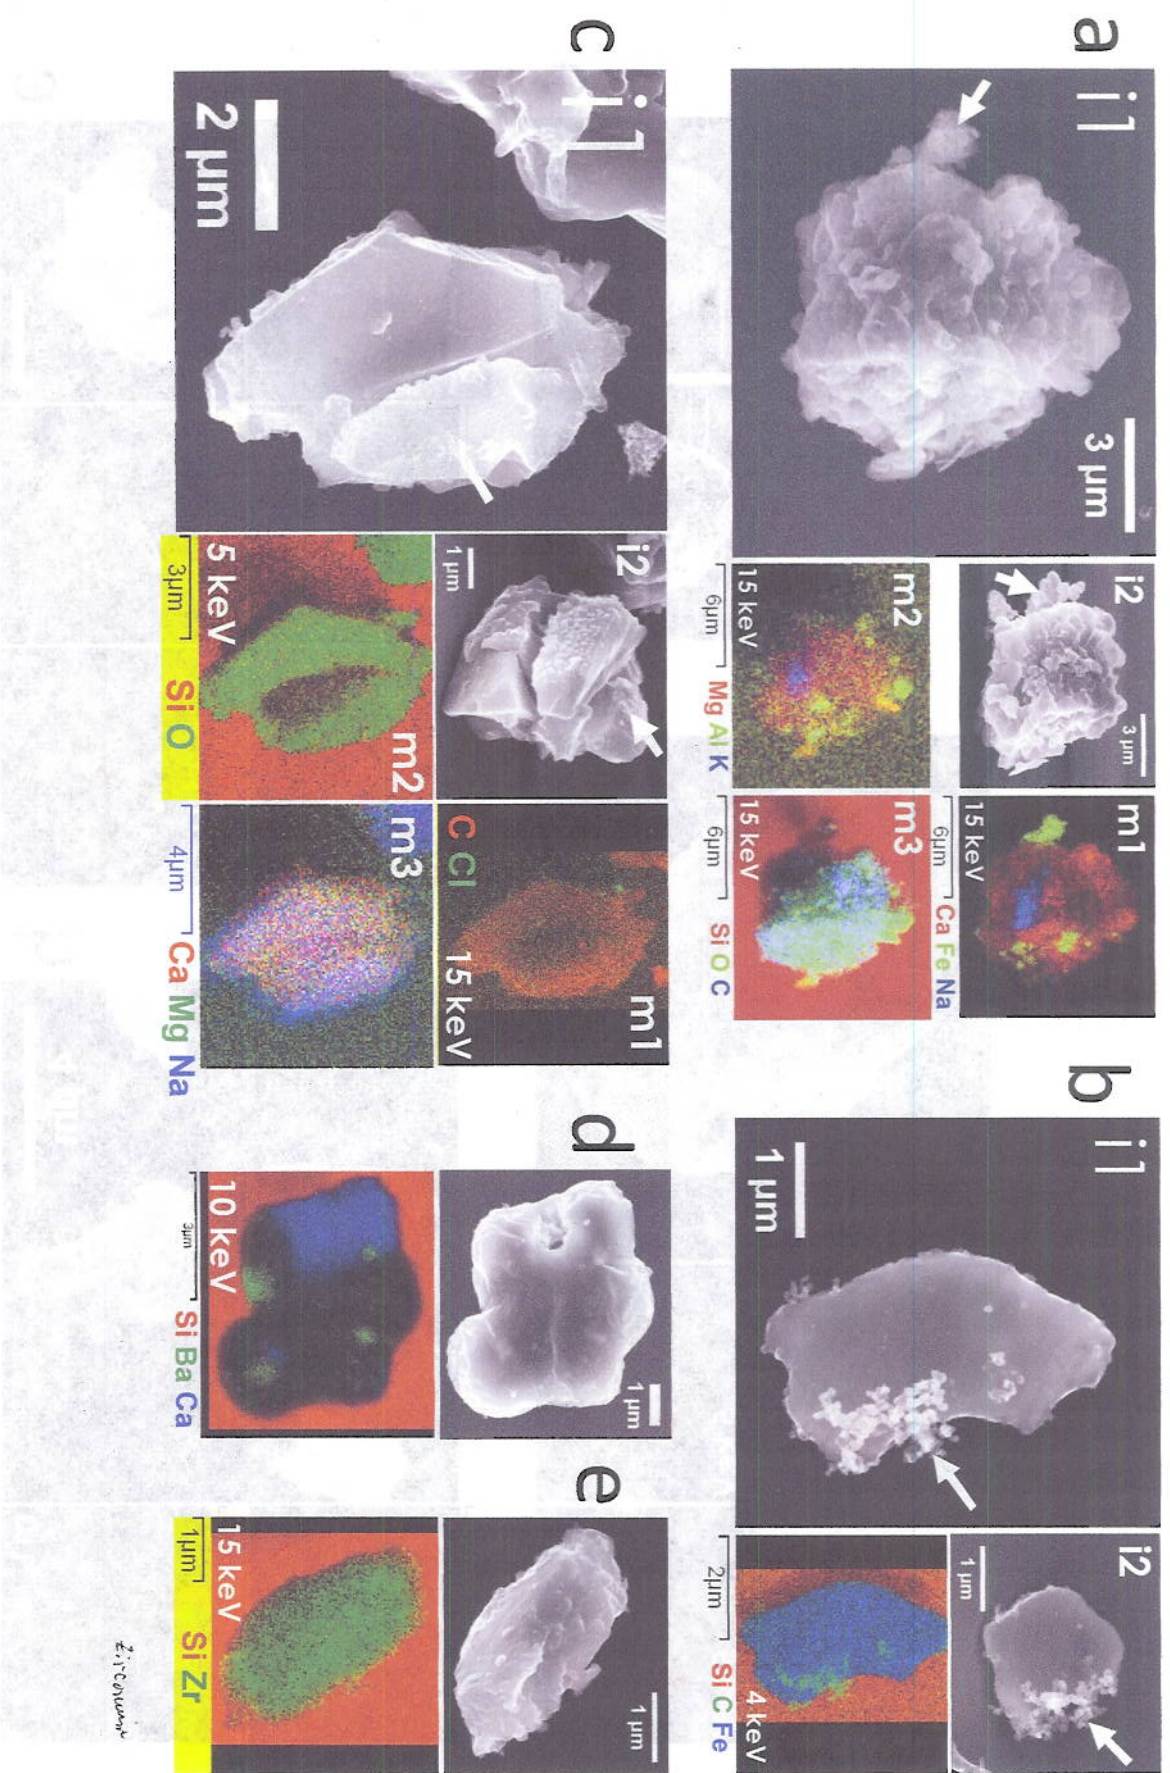 a
i1
3 µm
i2
3 µm
m1
15 keV
6µm
Ca Fe Na
m2
15 keV
6µm
Mg Al K
m3
15 keV
6µm
Si O C
b
i1
1 µm
i2
1 µm
4 keV
2µm
Si C Fe
c
i1
2 µm
i2
1 µm
m1
C Cl
15 keV
m2
5 keV
3µm
Si O
m3
4µm
Ca Mg Na
d
1 µm
10 keV
3µm
Si Ba Ca
e
1 µm
15 keV
1µm
Si Zr